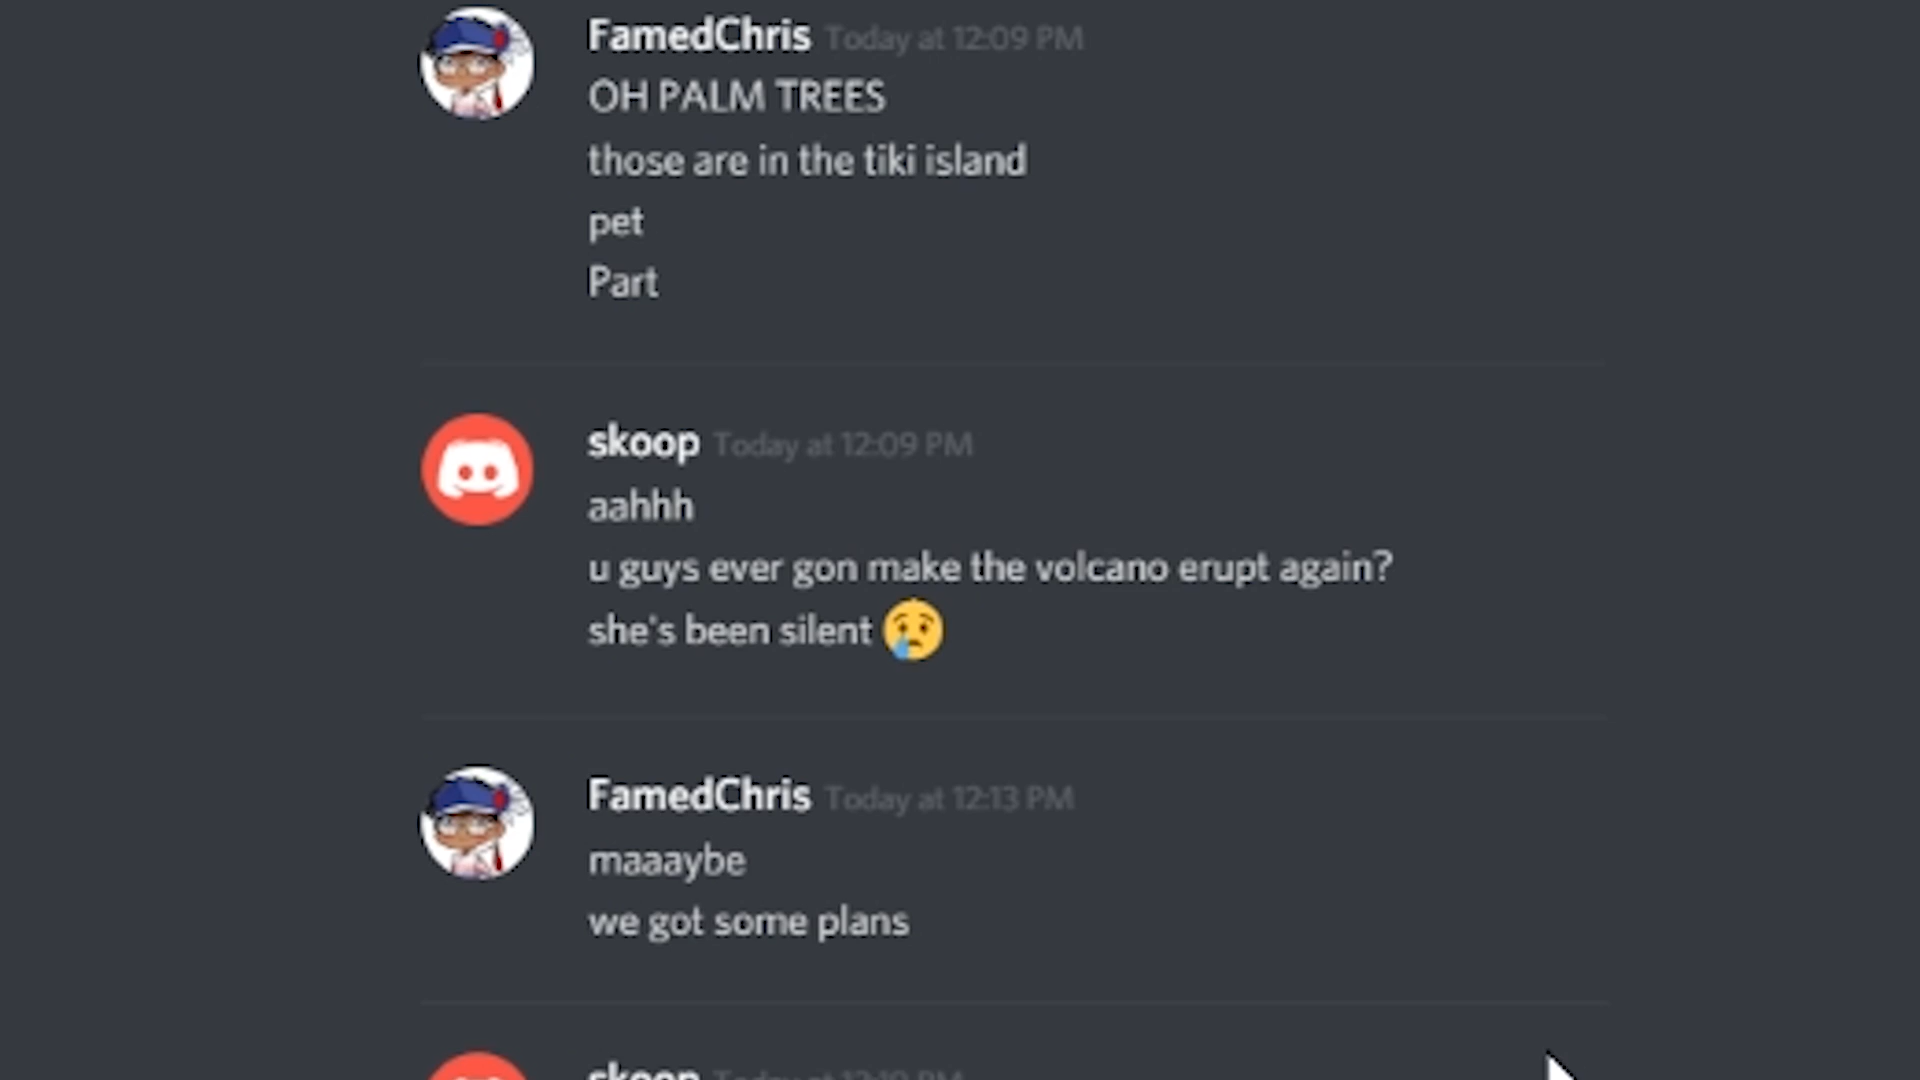 FamedChris Today at 12:09 PM
OH PALM TREES
those are in the tiki island
pet
Part
skoop Today at 12:09 PM
aahhh
u guys ever gon make the volcano erupt again?
she's been silent 😢
FamedChris Today at 12:13 PM
maaaybe
we got some plans
skoop Today at